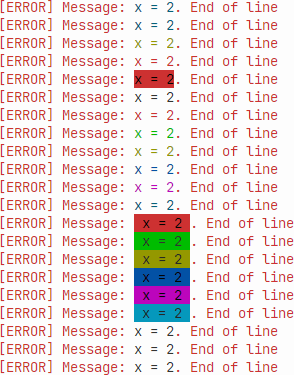 [ERROR] Message: x = 2. End of line
[ERROR] Message: x = 2. End of line
[ERROR] Message: x = 2. End of line
[ERROR] Message: x = 2. End of line
[ERROR] Message: x = 2. End of line
[ERROR] Message: x = 2. End of line
[ERROR] Message: x = 2. End of line
[ERROR] Message: x = 2. End of line
[ERROR] Message: x = 2. End of line
[ERROR] Message: x = 2. End of line
[ERROR] Message: x = 2. End of line
[ERROR] Message: x = 2. End of line
[ERROR] Message:  x = 2 . End of line
[ERROR] Message:  x = 2 . End of line
[ERROR] Message:  x = 2 . End of line
[ERROR] Message:  x = 2 . End of line
[ERROR] Message:  x = 2 . End of line
[ERROR] Message:  x = 2 . End of line
[ERROR] Message: x = 2. End of line
[ERROR] Message: x = 2. End of line
[ERROR] Message: x = 2. End of line